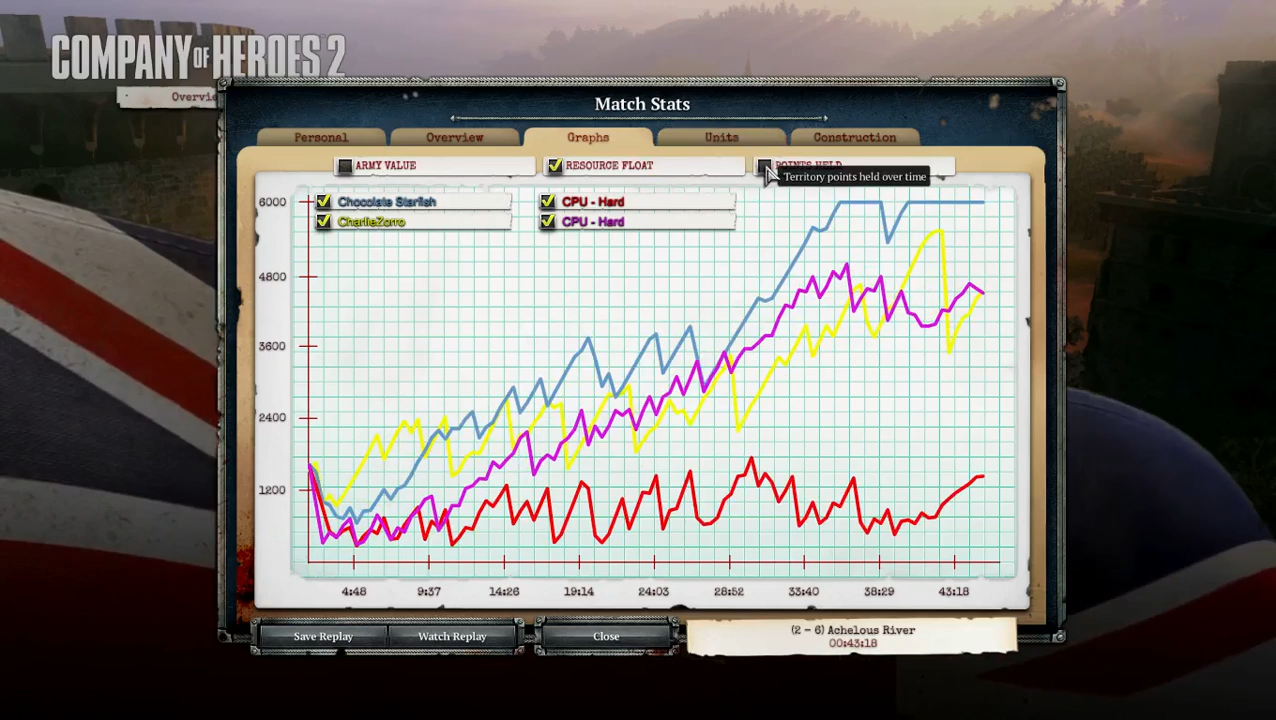 COMPANY OF HEROES 2
Overvie
Match Stats
Personal Overview Graphs Units Construction
ARMY VALUE RESOURCE FLOAT POINTS HELD
Territory points held over time
Chocolate Starfish CPU - Hard
CharlieZorro CPU - Hard
6000
4800
3600
2400
1200
4:48 9:37 14:26 19:14 24:03 28:52 33:40 38:29 43:18
Save Replay Watch Replay Close
(2 - 6) Achelous River
00:43:18